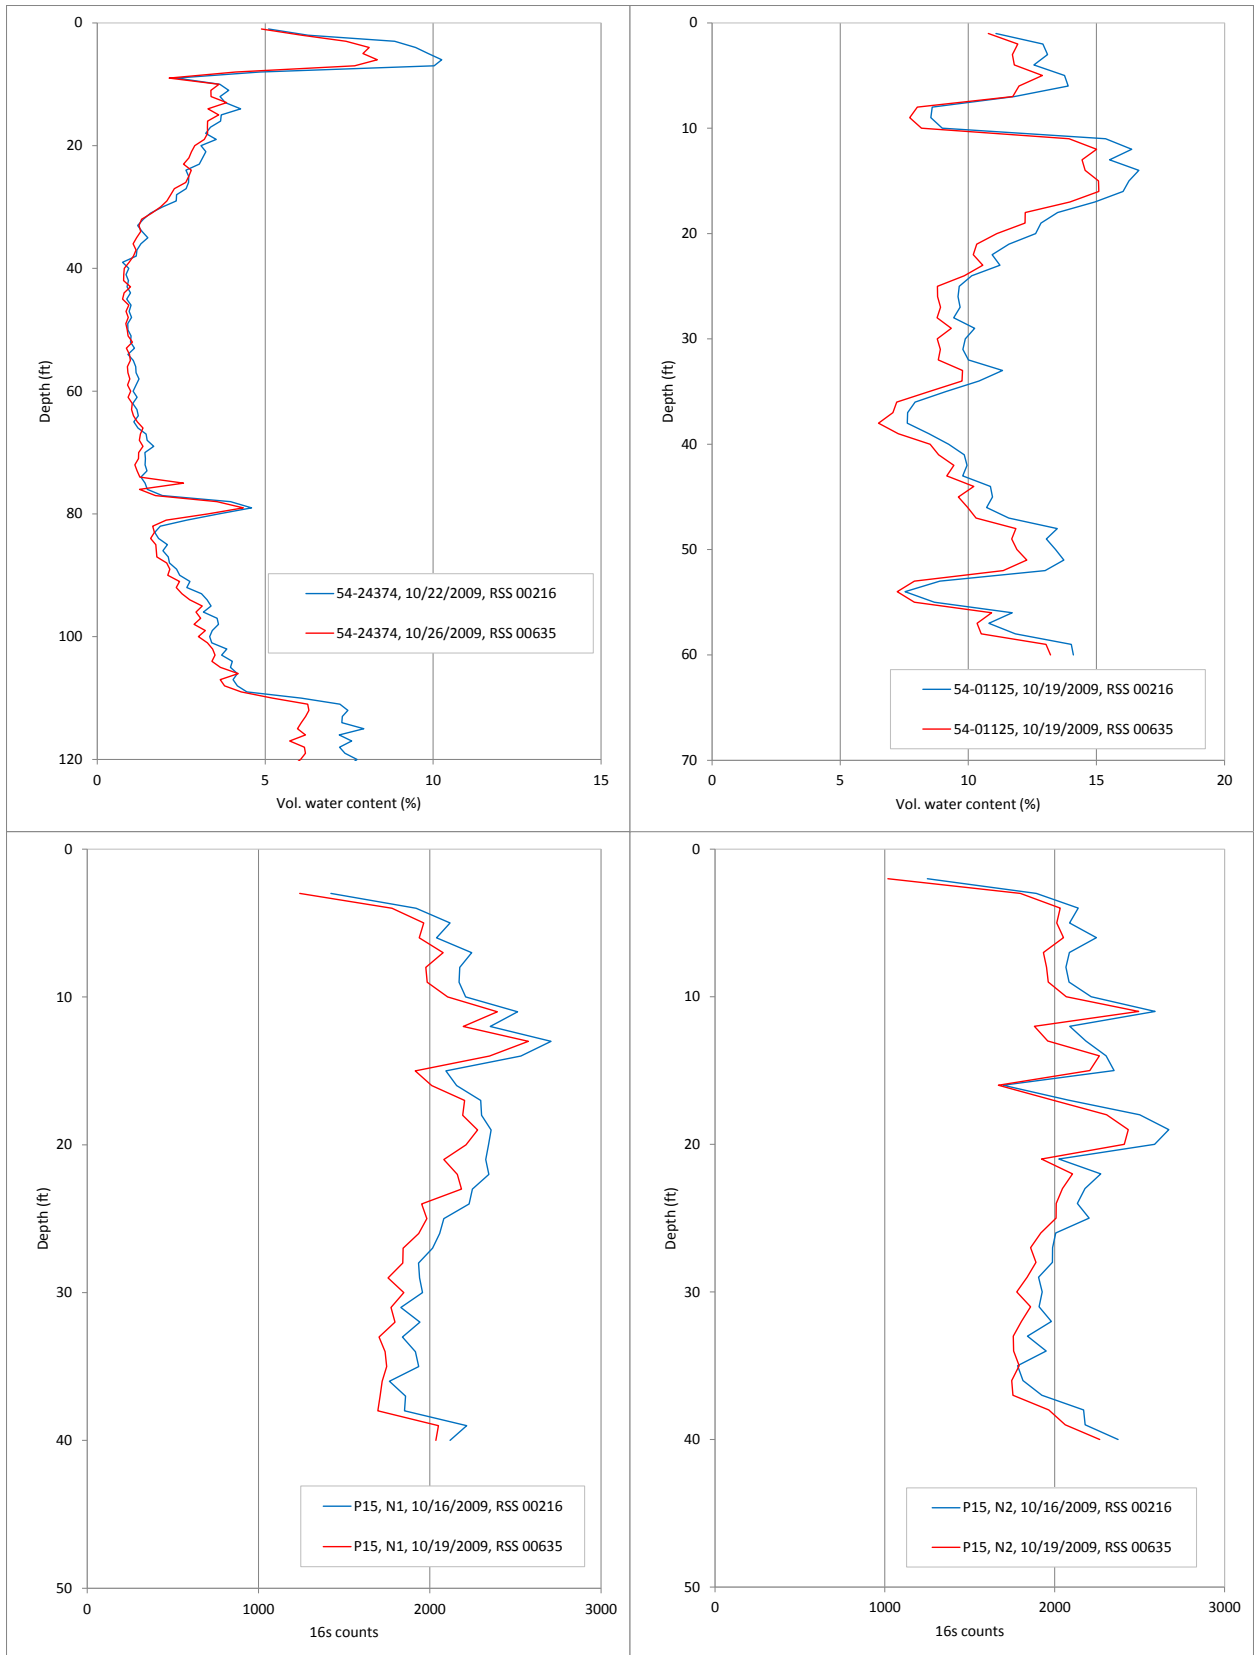 0
20
40
60
80
100
120
Depth (ft)
54-24374, 10/22/2009, RSS 00216
54-24374, 10/26/2009, RSS 00635
0 5 10 15
Vol. water content (%)
0
10
20
30
40
50
60
70
Depth (ft)
54-01125, 10/19/2009, RSS 00216
54-01125, 10/19/2009, RSS 00635
0 5 10 15 20
Vol. water content (%)
0
10
20
30
40
50
Depth (ft)
P15, N1, 10/16/2009, RSS 00216
P15, N1, 10/19/2009, RSS 00635
0 1000 2000 3000
16s counts
0
10
20
30
40
50
Depth (ft)
P15, N2, 10/16/2009, RSS 00216
P15, N2, 10/19/2009, RSS 00635
0 1000 2000 3000
16s counts